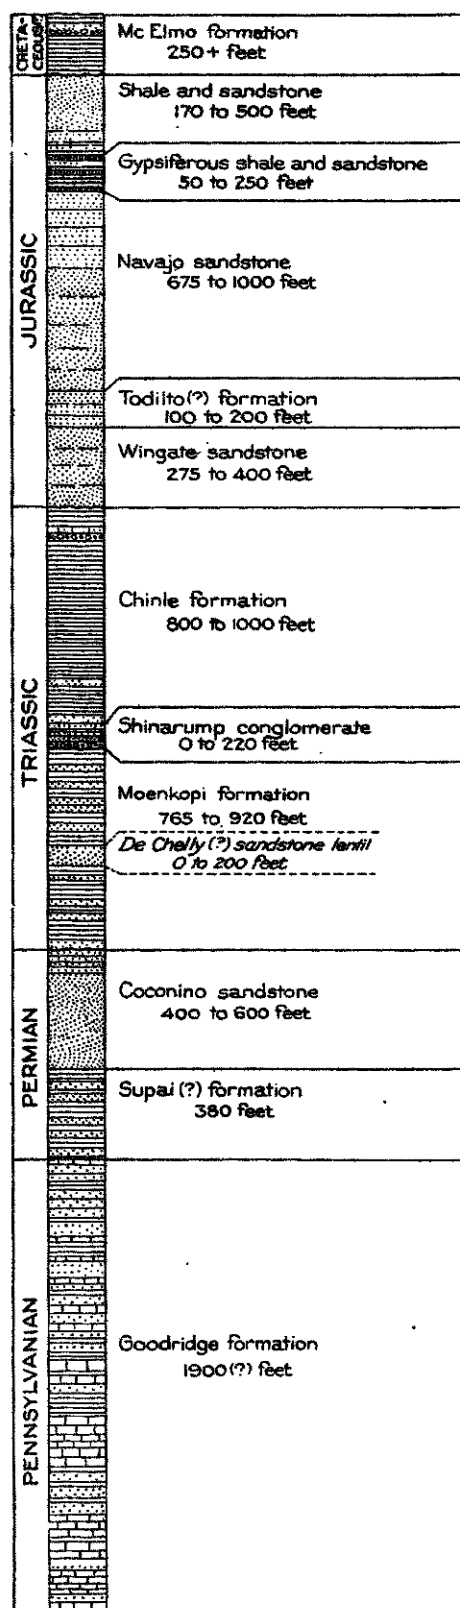 CRETA-
CEOUS?
Mc Elmo formation
250+ feet
JURASSIC
Shale and sandstone
170 to 500 feet
Gypsiferous shale and sandstone
50 to 250 feet
Navajo sandstone
675 to 1000 feet
Todilto(?) formation
100 to 200 feet
Wingate sandstone
275 to 400 feet
TRIASSIC
Chinle formation
800 to 1000 feet
Shinarump conglomerate
0 to 220 feet
Moenkopi formation
765 to 920 feet
De Chelly(?) sandstone lentil
0 to 200 feet
PERMIAN
Coconino sandstone
400 to 600 feet
Supai(?) formation
380 feet
PENNSYLVANIAN
Goodridge formation
1900(?) feet